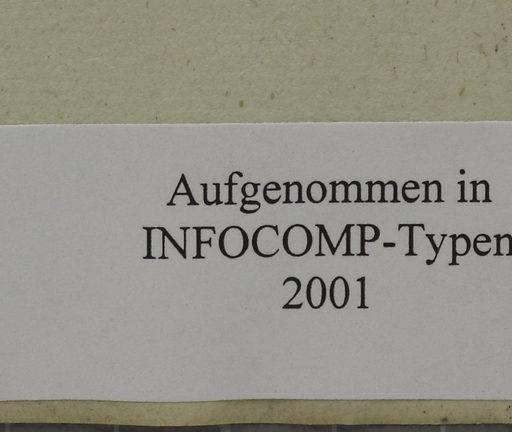 Aufgenommen in
INFOCOMP-Typen
2001